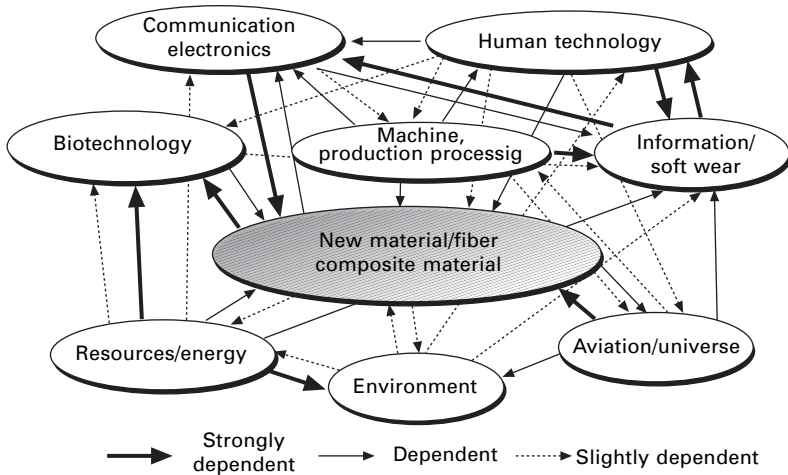 Communication
electronics
Human technology
Biotechnology
Machine,
production processig
Information/
soft wear
New material/fiber
composite material
Resources/energy
Environment
Aviation/universe
Strongly
dependent
Dependent
Slightly dependent